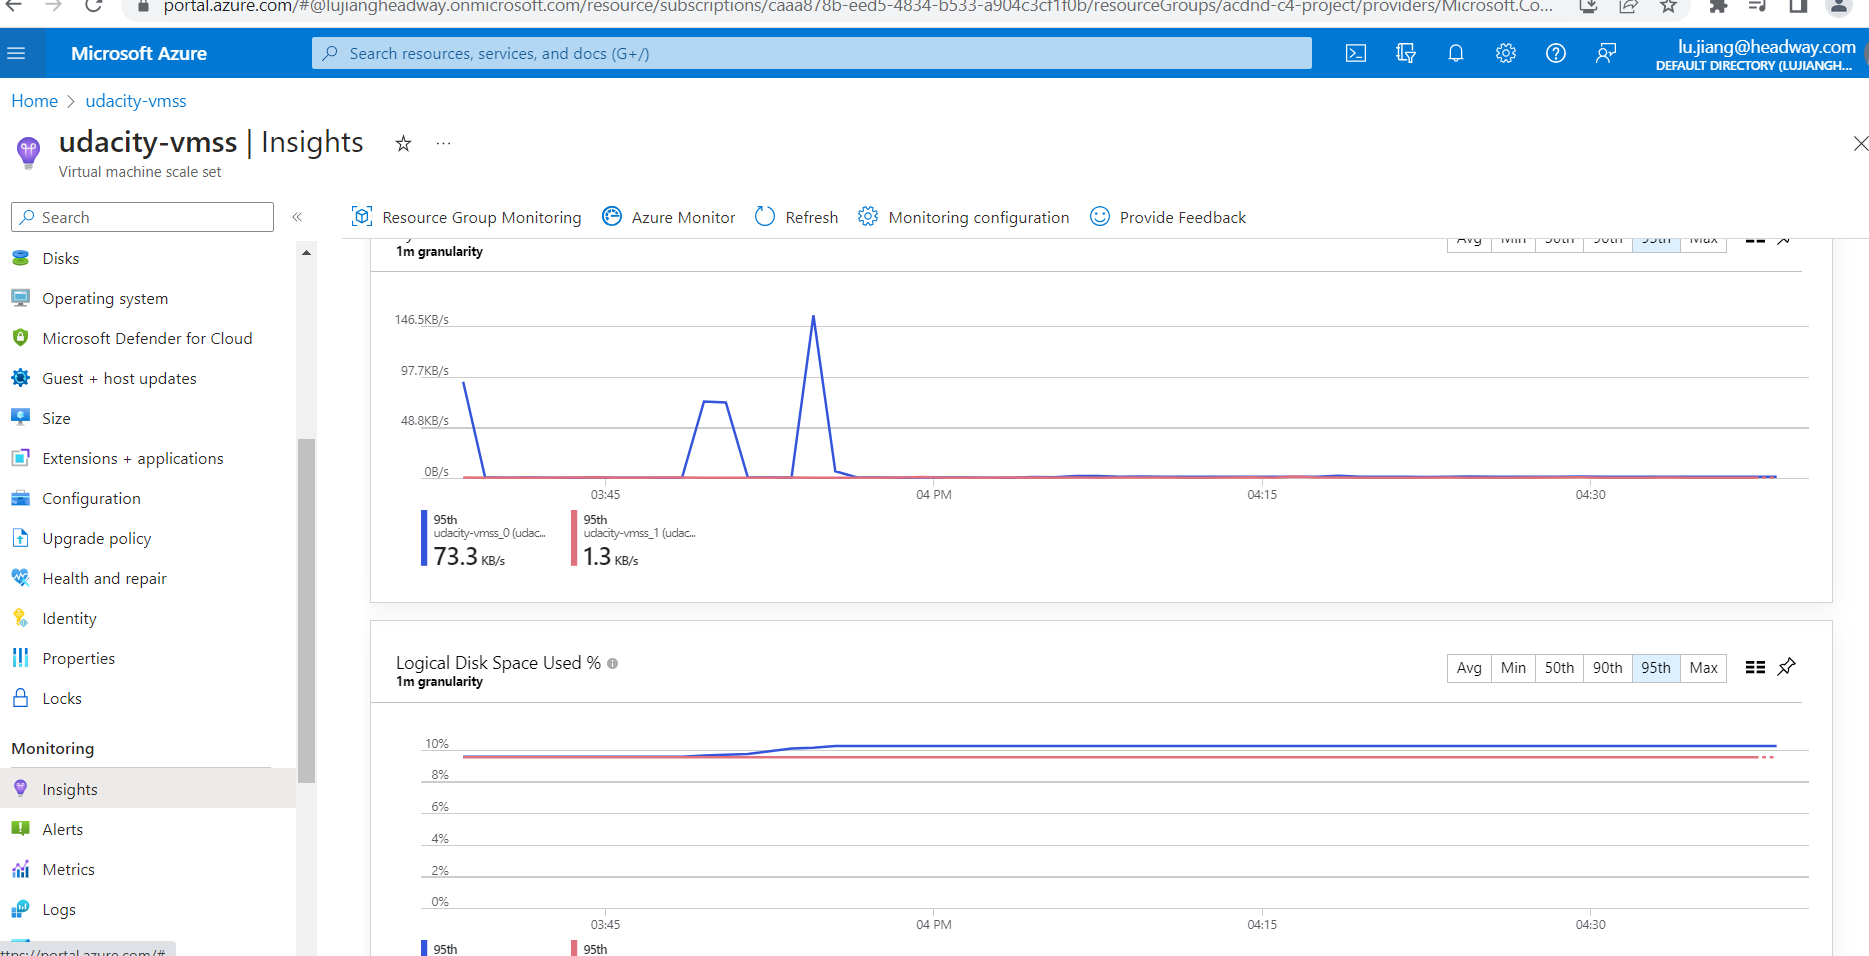 portal.azure.com/#@lujiangheadway.onmicrosoft.com/resource/subscriptions/caaa878b-eed5-4834-b533-a904c3cf1f0b/resourceGroups/acdnd-c4-project/providers/Microsoft.Co...
Microsoft Azure
Search resources, services, and docs (G+/)
lu.jiang@headway.com
DEFAULT DIRECTORY (LUJIANGH...
Home > udacity-vmss
udacity-vmss | Insights
Virtual machine scale set
Search
Resource Group Monitoring
Azure Monitor
Refresh
Monitoring configuration
Provide Feedback
Disks
Operating system
Microsoft Defender for Cloud
Guest + host updates
Size
Extensions + applications
Configuration
Upgrade policy
Health and repair
Identity
Properties
Locks
Monitoring
Insights
Alerts
Metrics
Logs
ttps://portal.azure.com/#
1m granularity
Avg Min 50th 90th 95th Max
146.5KB/s
97.7KB/s
48.8KB/s
0B/s
03:45 04 PM 04:15 04:30
95th
udacity-vmss_0 (udac...
73.3 KB/s
95th
udacity-vmss_1 (udac...
1.3 KB/s
Logical Disk Space Used %
1m granularity
Avg Min 50th 90th 95th Max
10%
8%
6%
4%
2%
0%
03:45 04 PM 04:15 04:30
95th
95th